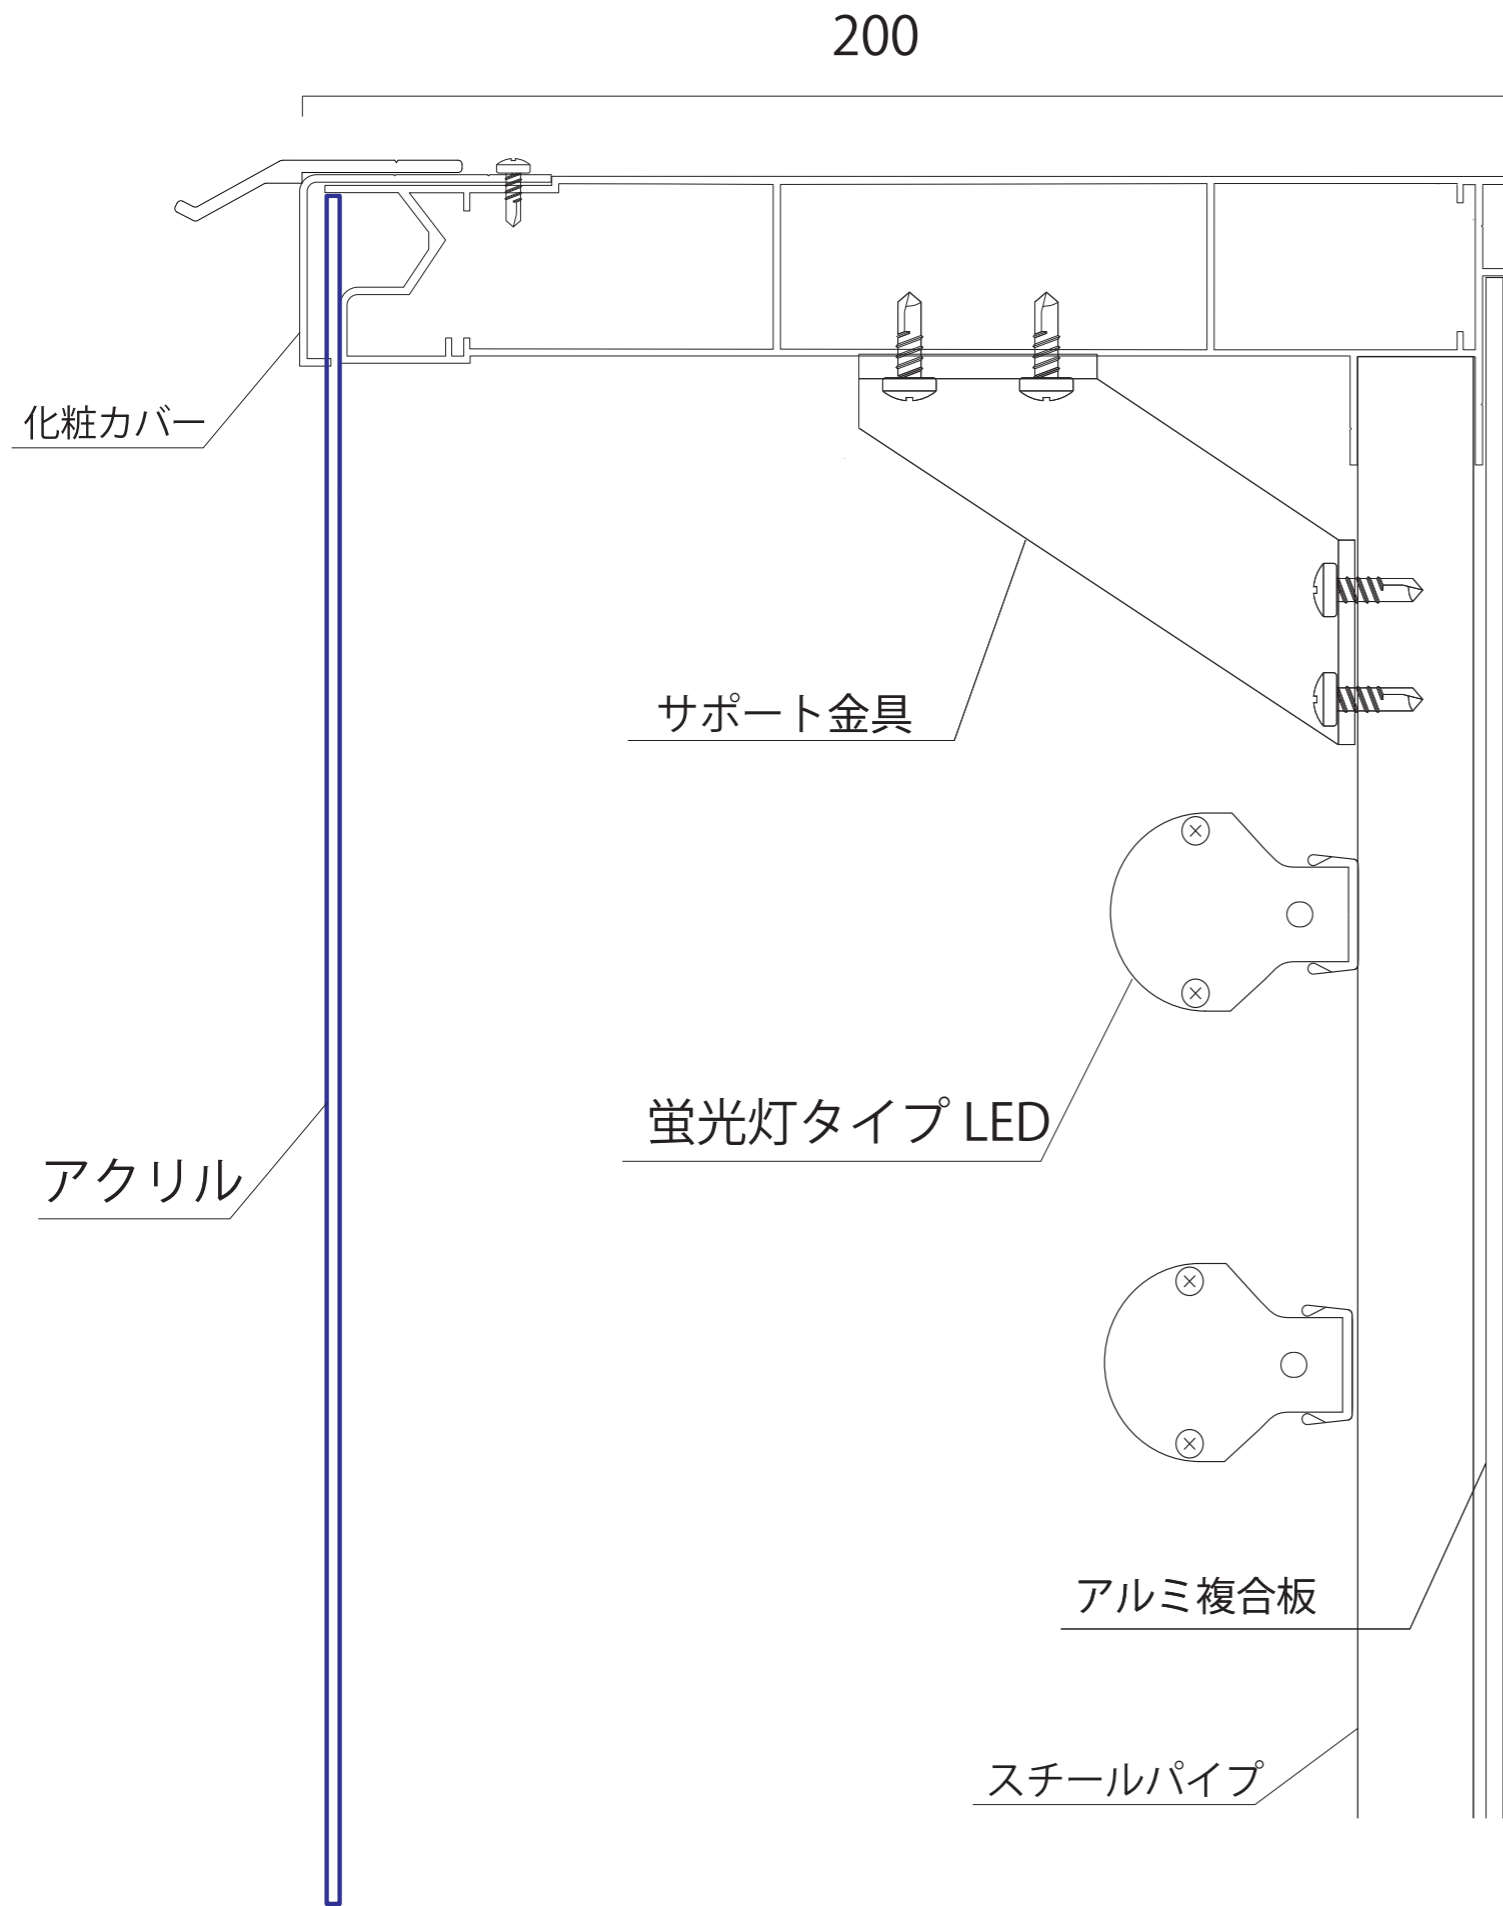 200
化粧カバー
サポート金具
蛍光灯タイプ LED
アクリル
アルミ複合板
スチールパイプ